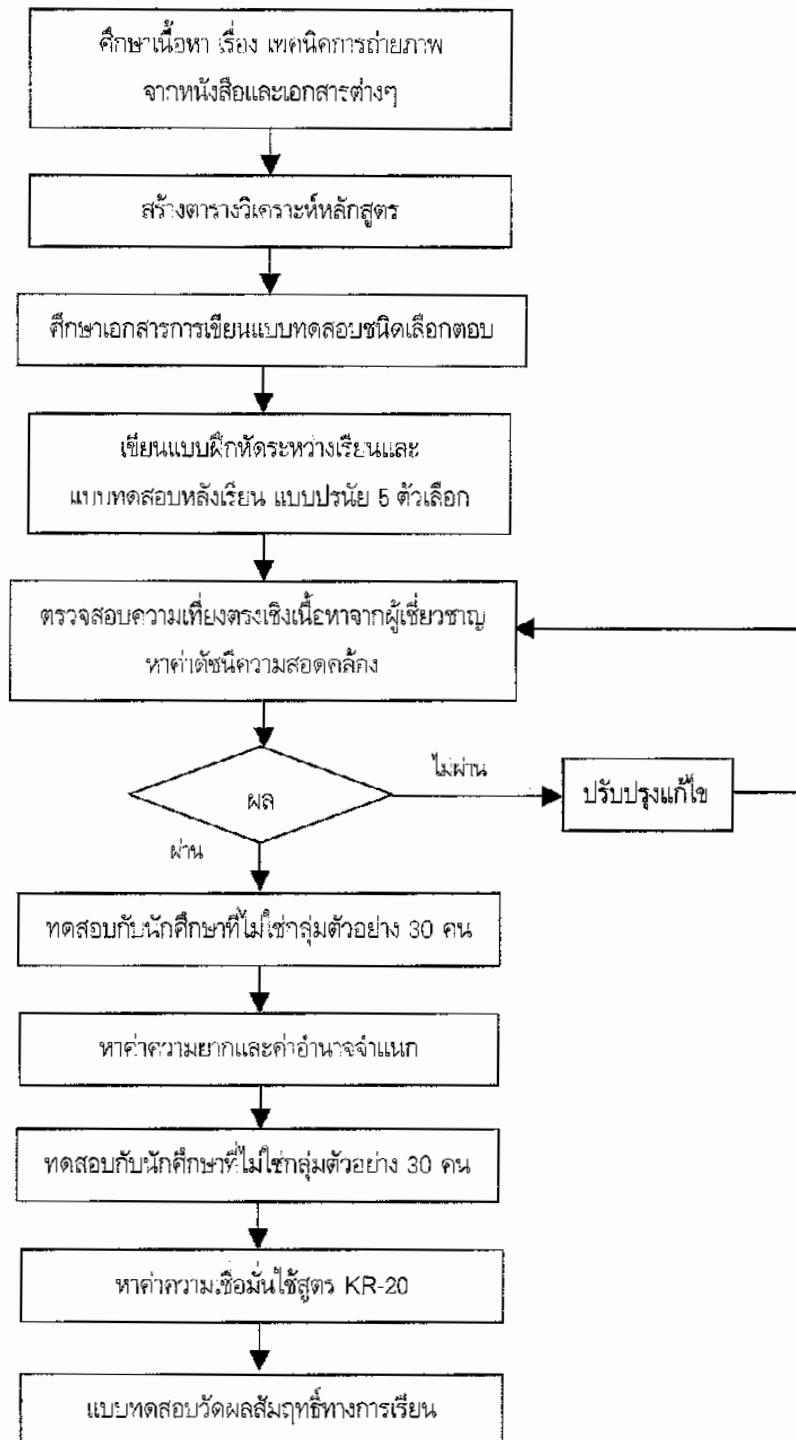 ศึกษาเนื้อหา เรื่อง เทคนิคการถ่ายภาพ
จากหนังสือและเอกสารต่างๆ
สร้างตารางวิเคราะห์หลักสูตร
ศึกษาเอกสารการเขียนแบบทดสอบชนิดเลือกตอบ
เขียนแบบฝึกหัดระหว่างเรียนและ
แบบทดสอบหลังเรียน แบบปรนัย 5 ตัวเลือก
ตรวจสอบความเที่ยงตรงเชิงเนื้อหาจากผู้เชี่ยวชาญ
หาค่าดัชนีความสอดคล้อง
ผล
ไม่ผ่าน
ปรับปรุงแก้ไข
ผ่าน
ทดสอบกับนักศึกษาที่ไม่ใช่กลุ่มตัวอย่าง 30 คน
หาค่าความยากและค่าอำนาจจำแนก
ทดสอบกับนักศึกษาที่ไม่ใช่กลุ่มตัวอย่าง 30 คน
หาค่าความเชื่อมั่นใช้สูตร KR-20
แบบทดสอบวัดผลสัมฤทธิ์ทางการเรียน